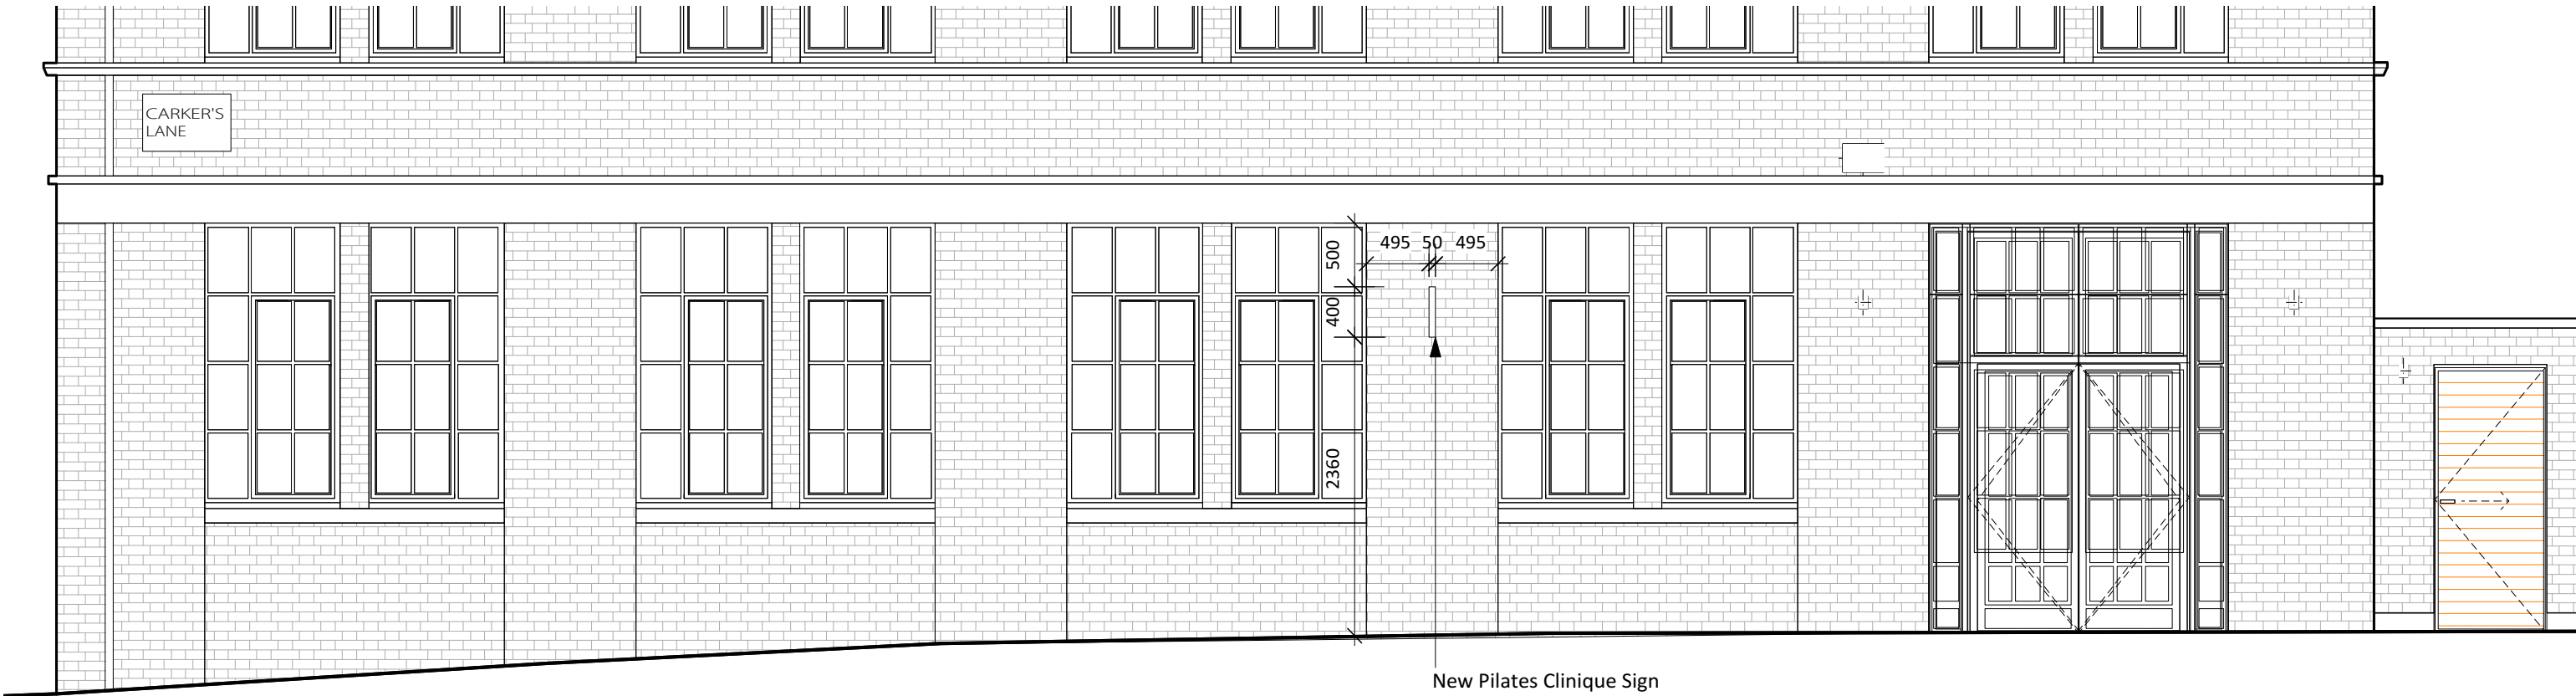 CARKER'S
LANE
495 50 495
500
400
2360
New Pilates Clinique Sign